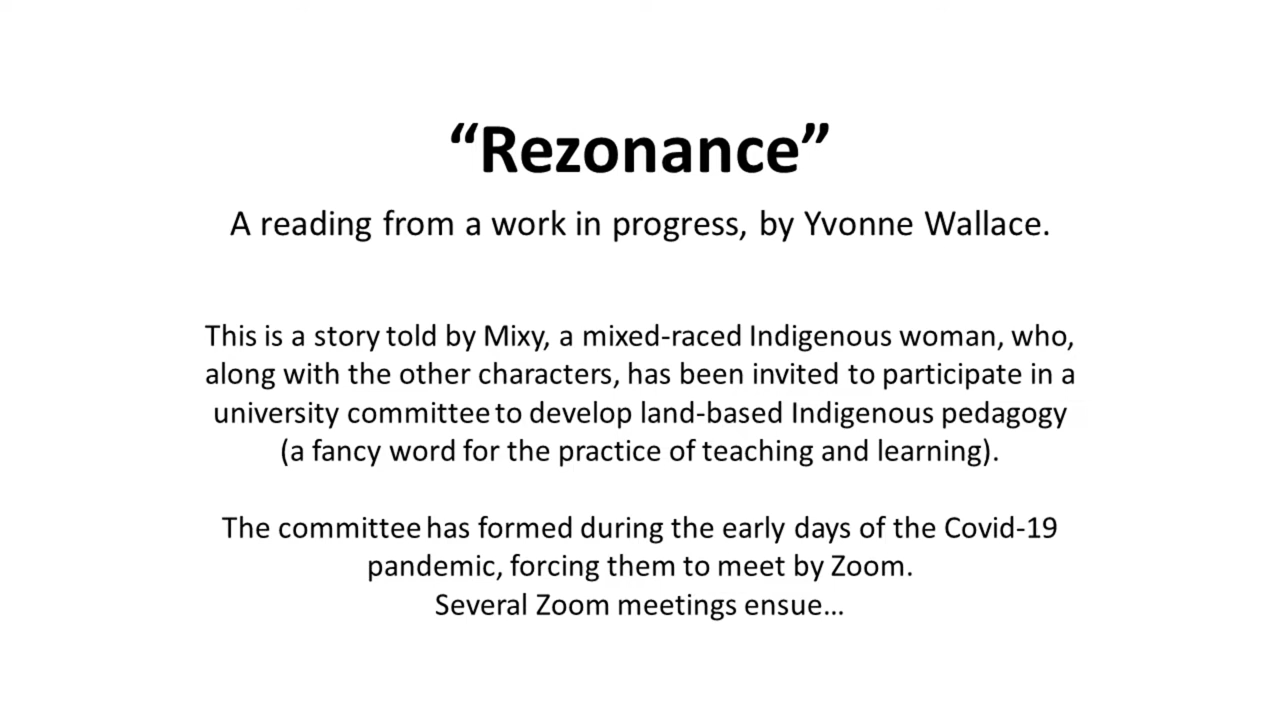 “Rezonance”
A reading from a work in progress, by Yvonne Wallace.
This is a story told by Mixy, a mixed-raced Indigenous woman, who,
along with the other characters, has been invited to participate in a
university committee to develop land-based Indigenous pedagogy
(a fancy word for the practice of teaching and learning).
The committee has formed during the early days of the Covid-19
pandemic, forcing them to meet by Zoom.
Several Zoom meetings ensue…